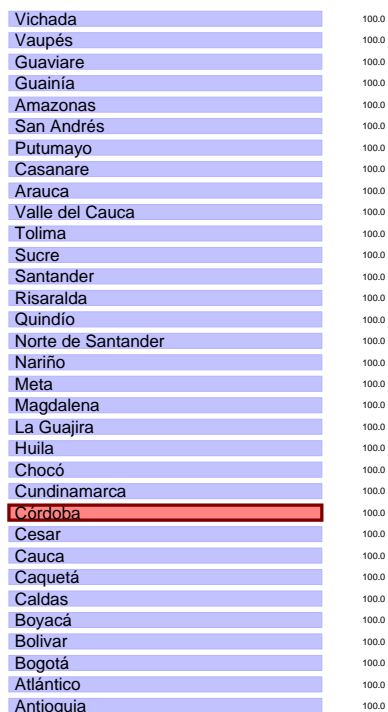 Vichada 100.0
Vaupés 100.0
Guaviare 100.0
Guainía 100.0
Amazonas 100.0
San Andrés 100.0
Putumayo 100.0
Casanare 100.0
Arauca 100.0
Valle del Cauca 100.0
Tolima 100.0
Sucre 100.0
Santander 100.0
Risaralda 100.0
Quindío 100.0
Norte de Santander 100.0
Nariño 100.0
Meta 100.0
Magdalena 100.0
La Guajira 100.0
Huila 100.0
Chocó 100.0
Cundinamarca 100.0
Córdoba 100.0
Cesar 100.0
Cauca 100.0
Caquetá 100.0
Caldas 100.0
Boyacá 100.0
Bolivar 100.0
Bogotá 100.0
Atlántico 100.0
Antioquia 100.0